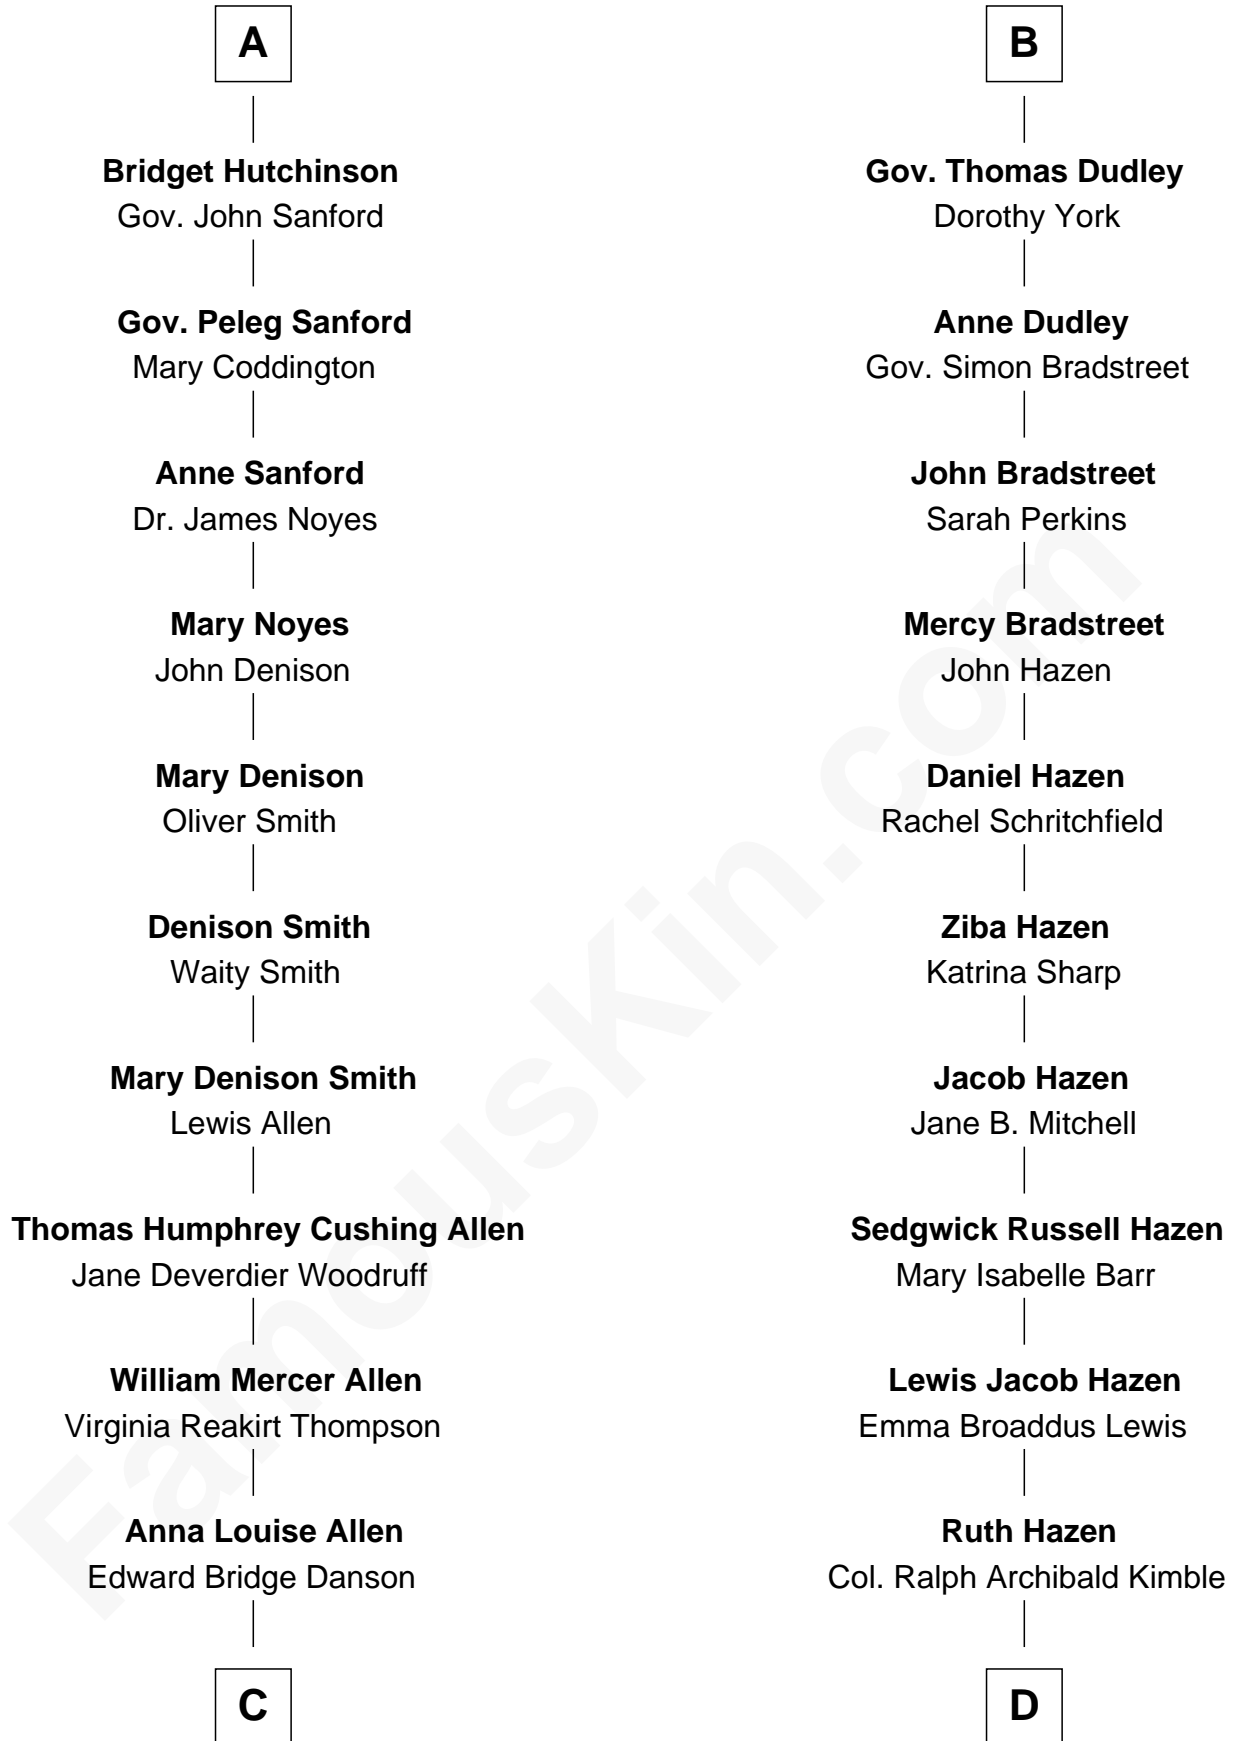 A
Bridget Hutchinson
Gov. John Sanford
Gov. Peleg Sanford
Mary Coddington
Anne Sanford
Dr. James Noyes
Mary Noyes
John Denison
Mary Denison
Oliver Smith
Denison Smith
Waity Smith
Mary Denison Smith
Lewis Allen
Thomas Humphrey Cushing Allen
Jane Deverdier Woodruff
William Mercer Allen
Virginia Reakirt Thompson
Anna Louise Allen
Edward Bridge Danson
C
B
Gov. Thomas Dudley
Dorothy York
Anne Dudley
Gov. Simon Bradstreet
John Bradstreet
Sarah Perkins
Mercy Bradstreet
John Hazen
Daniel Hazen
Rachel Schritchfield
Ziba Hazen
Katrina Sharp
Jacob Hazen
Jane B. Mitchell
Sedgwick Russell Hazen
Mary Isabelle Barr
Lewis Jacob Hazen
Emma Broaddus Lewis
Ruth Hazen
Col. Ralph Archibald Kimble
D
FamousKin.com